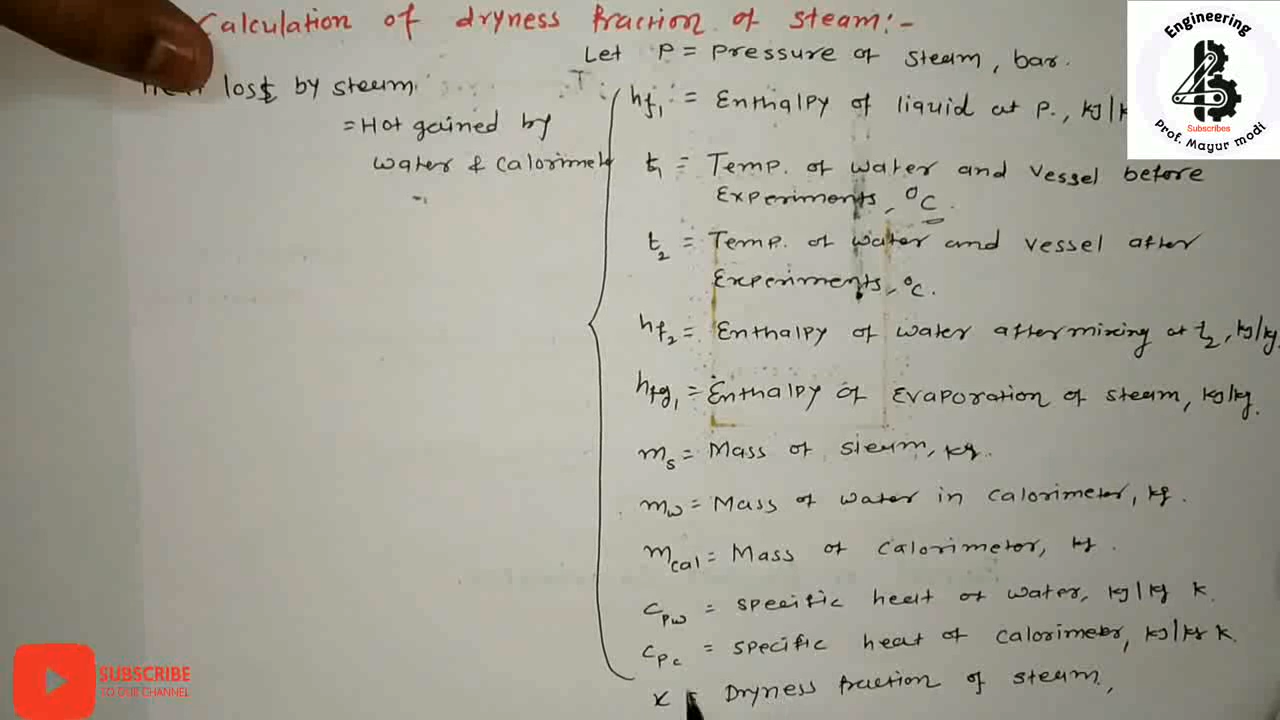 Calculation of dryness fraction of steam:-
loss by steam
= Hot gained by
water & calorimete
Let P = Pressure of steam, bar.
hf1 = Enthalpy of liquid at P., kJ/k
t1 = Temp. of water and vessel before
Experiments, °C.
t2 = Temp. of water and vessel after
Experiments, °C.
hf2 = Enthalpy of water after mixing at t2, kJ/kg
hfg1 = Enthalpy of Evaporation of steam, kJ/kg.
ms = Mass of steam, kg.
mw = Mass of water in calorimeter, kg.
mcal = Mass of calorimetor, kg.
cpw = specific heat of water, kJ/kg K.
cpc = specific heat of calorimeter, kJ/kg K.
x Dryness fraction of steam,
Engineering
Subscribes
Prof. Mayur modi
SUBSCRIBE
TO OUR CHANNEL